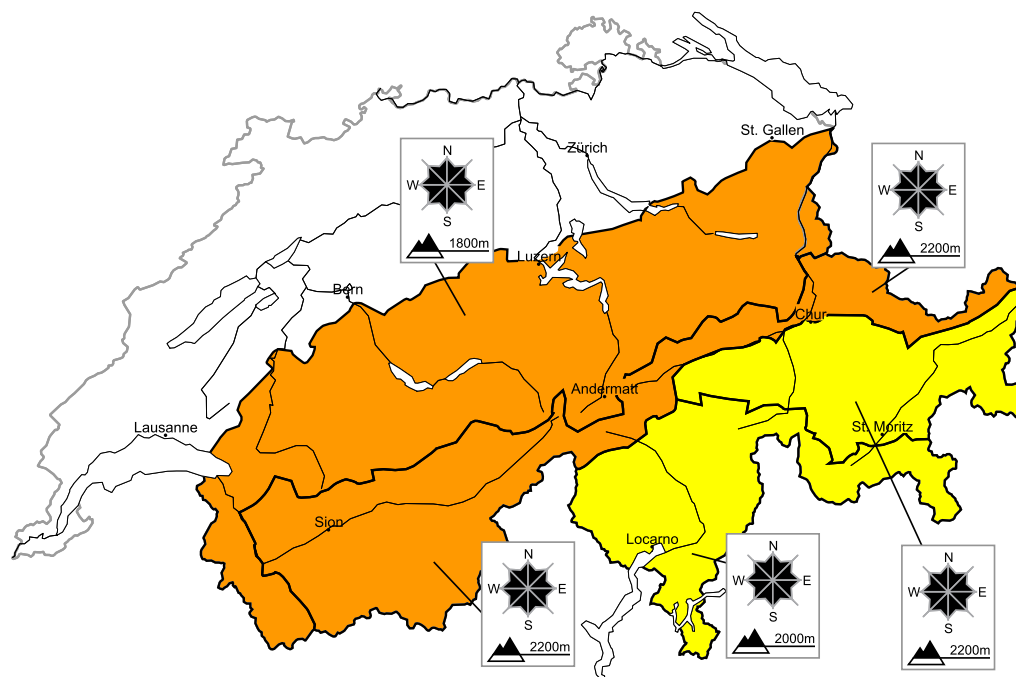 St. Gallen
Zürich
N
W E
S
1800m
N
W E
S
2200m
Luzern
Bern
Chur
Andermatt
Lausanne
St. Moritz
Sion
Locarno
N
W E
S
2200m
N
W E
S
2000m
N
W E
S
2200m